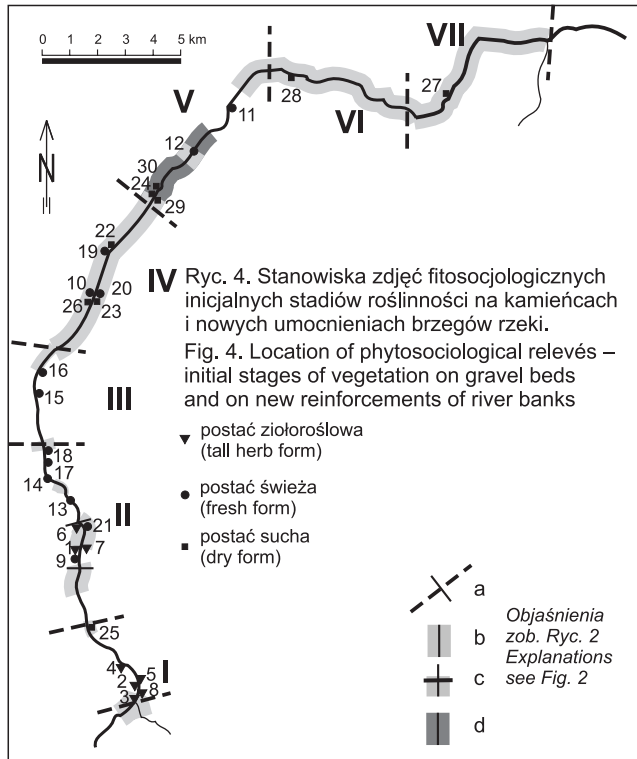 0 1 2 3 4 5 km
VII
27
28
VI
V
11
12
N
30
24
29
22
19
IV
10
20
26
23
Ryc. 4. Stanowiska zdjęć fitosocjologicznych
inicjalnych stadiów roślinności na kamieńcach
i nowych umocnieniach brzegów rzeki.
Fig. 4. Location of phytosociological relevés –
initial stages of vegetation on gravel beds
and on new reinforcements of river banks
16
15
III
postać ziołoroślowa
(tall herb form)
18
17
14
postać świeża
(fresh form)
13
II
6
21
1
7
9
postać sucha
(dry form)
25
I
4
5
2
8
3
a
b
c
d
Objaśnienia
zob. Ryc. 2
Explanations
see Fig. 2